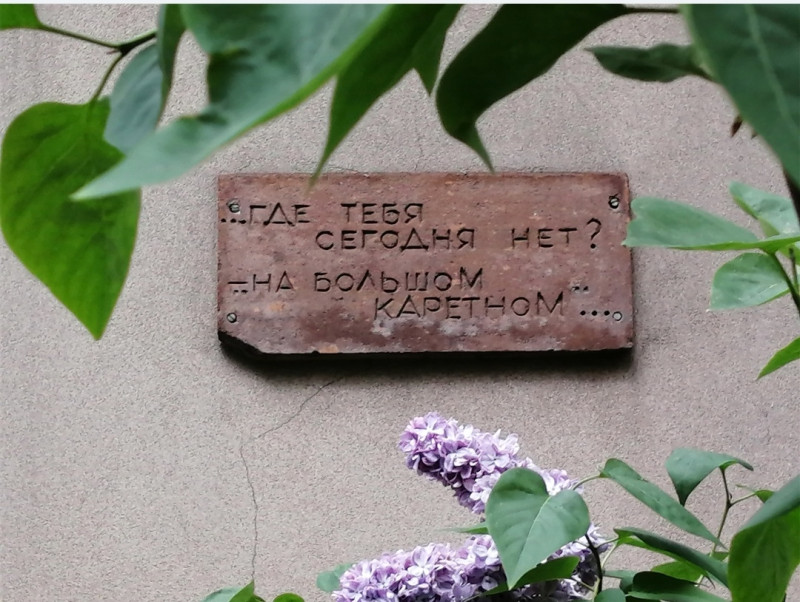 ...ГДЕ ТЕБЯ
СЕГОДНЯ НЕТ?
–НА БОЛЬШОМ
КАРЕТНОМ....